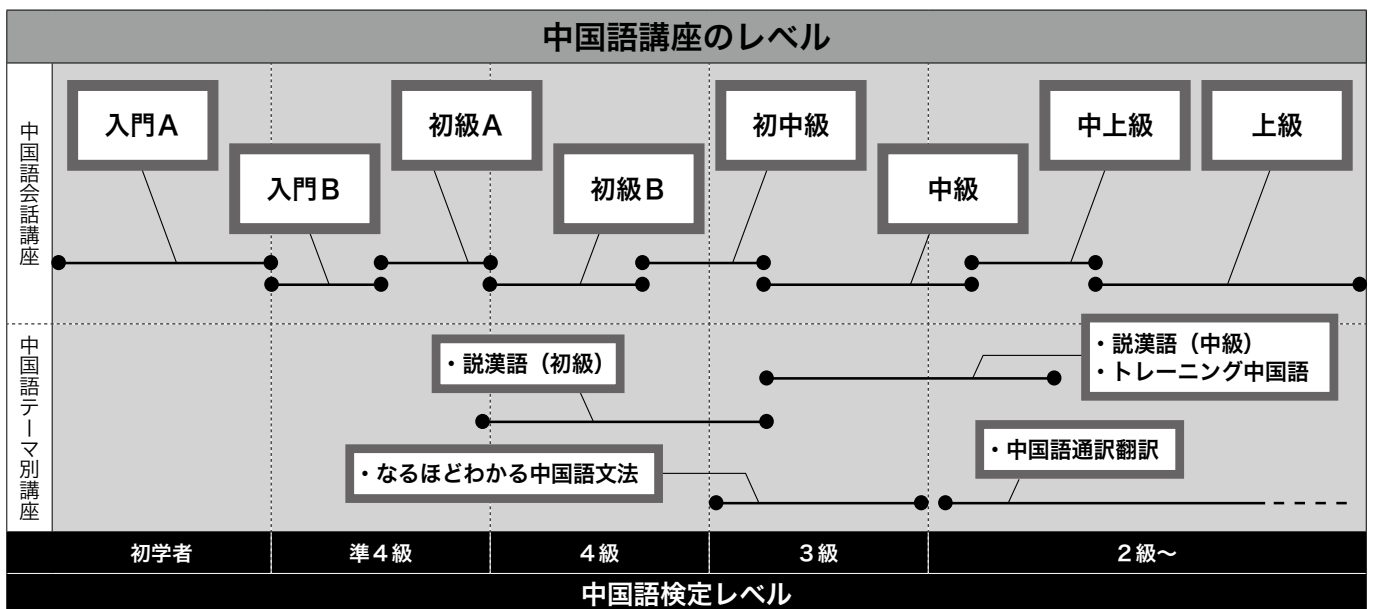 中国語講座のレベル
中国語会話講座
入門A
初級A
初中級
中上級
上級
入門B
初級B
中級
中国語テーマ別講座
・説漢語（初級）
・説漢語（中級）
・トレーニング中国語
・なるほどわかる中国語文法
・中国語通訳翻訳
初学者
準４級
４級
３級
２級～
中国語検定レベル